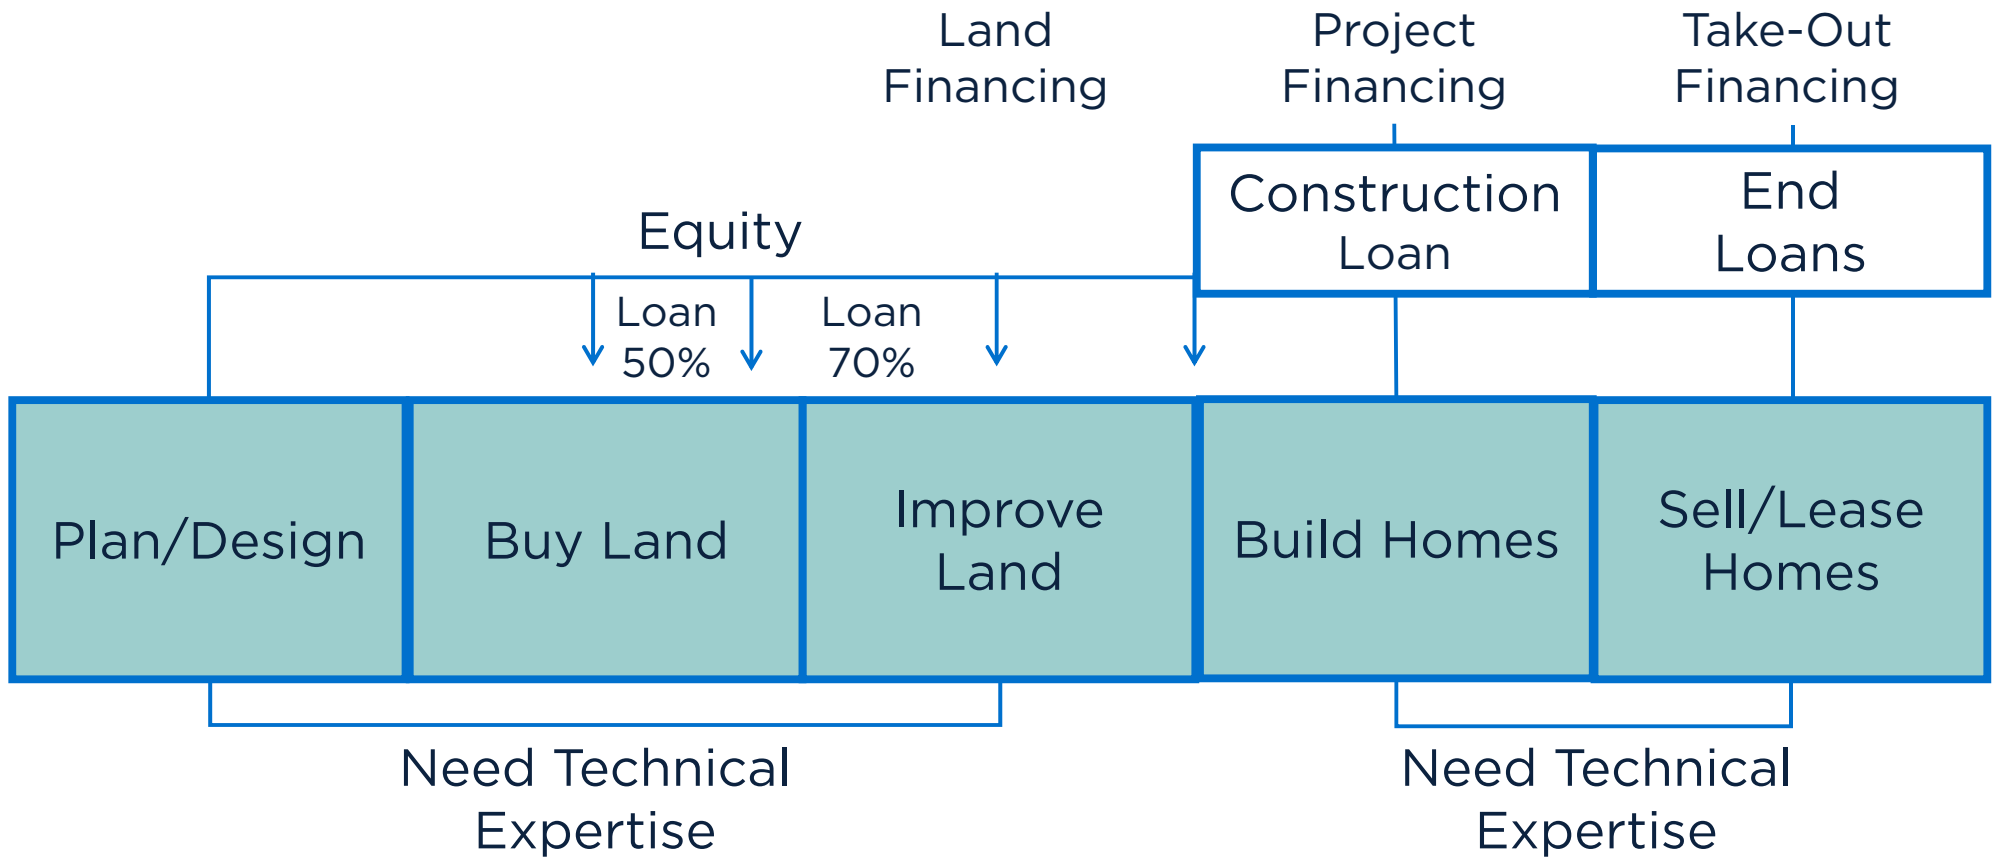 Land
Financing
Project
Financing
Take-Out
Financing
Equity
Construction
Loan
End
Loans
Loan
50%
Loan
70%
Plan/Design
Buy Land
Improve
Land
Build Homes
Sell/Lease
Homes
Need Technical
Expertise
Need Technical
Expertise